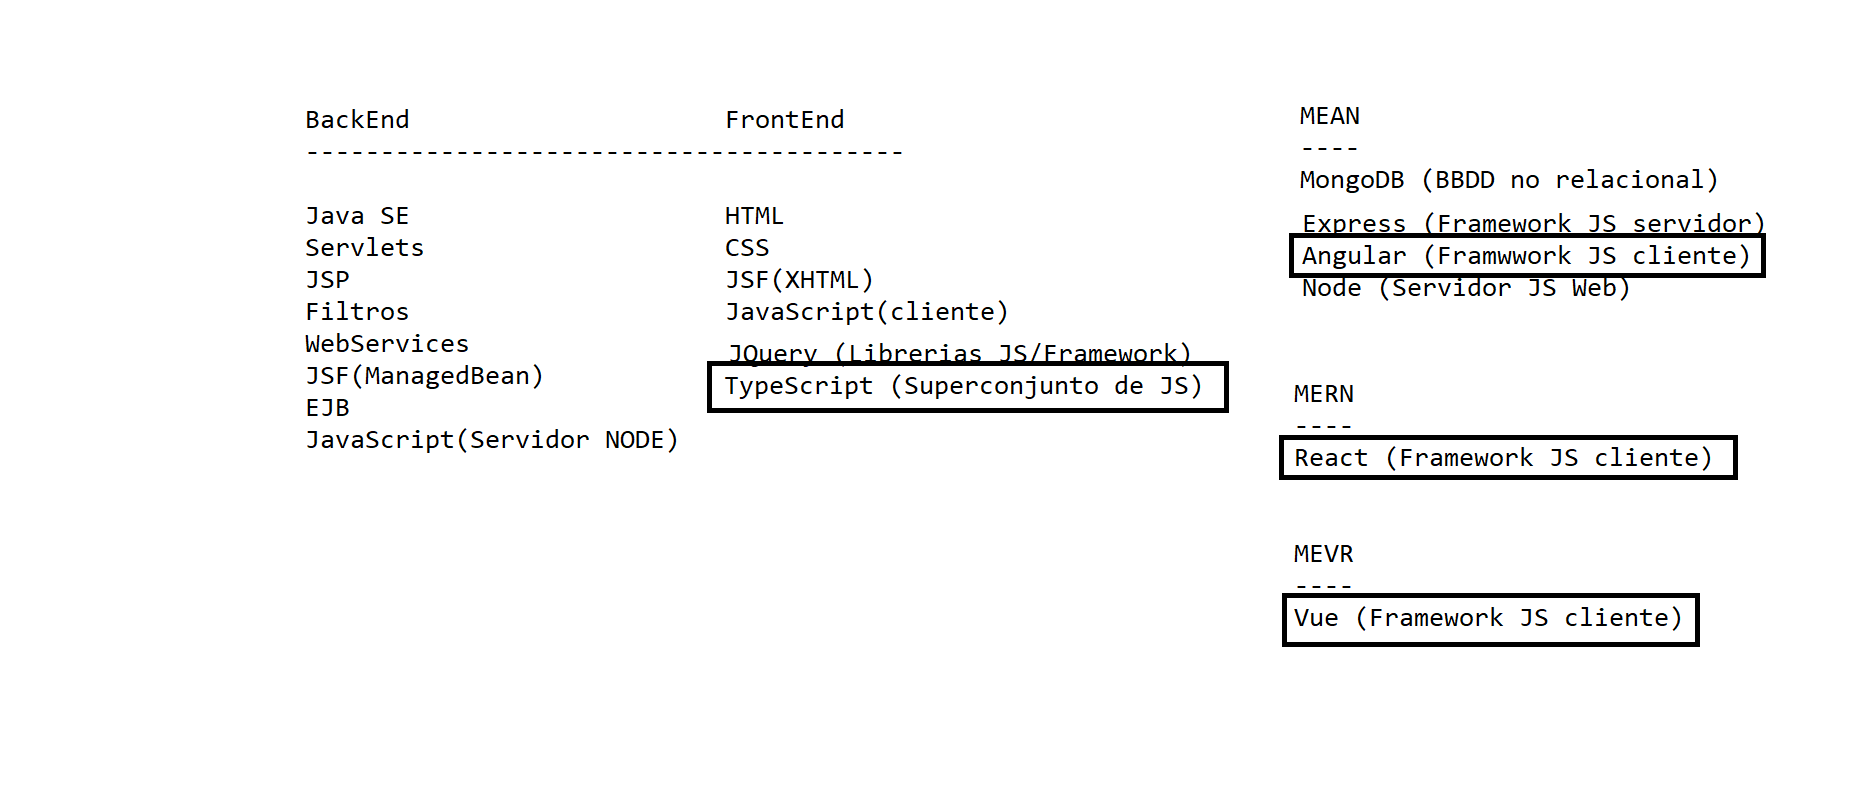 BackEnd FrontEnd
----------------------------------------
Java SE HTML
Servlets CSS
JSP JSF(XHTML)
Filtros JavaScript(cliente)
WebServices JQuery (Librerias JS/Framework)
JSF(ManagedBean) TypeScript (Superconjunto de JS)
EJB
JavaScript(Servidor NODE)
MEAN
----
MongoDB (BBDD no relacional)
Express (Framework JS servidor)
Angular (Framwwork JS cliente)
Node (Servidor JS Web)
MERN
----
React (Framework JS cliente)
MEVR
----
Vue (Framework JS cliente)